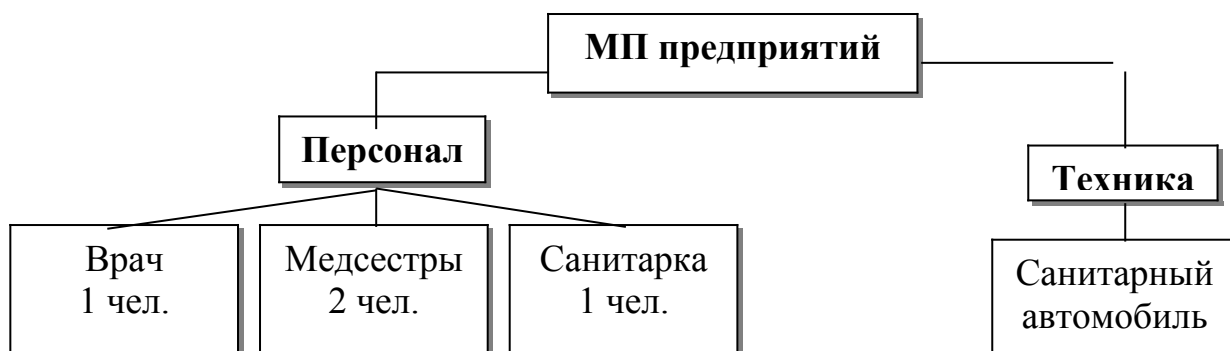 МП предприятий
Персонал
Техника
Врач
1 чел.
Медсестры
2 чел.
Санитарка
1 чел.
Санитарный
автомобиль